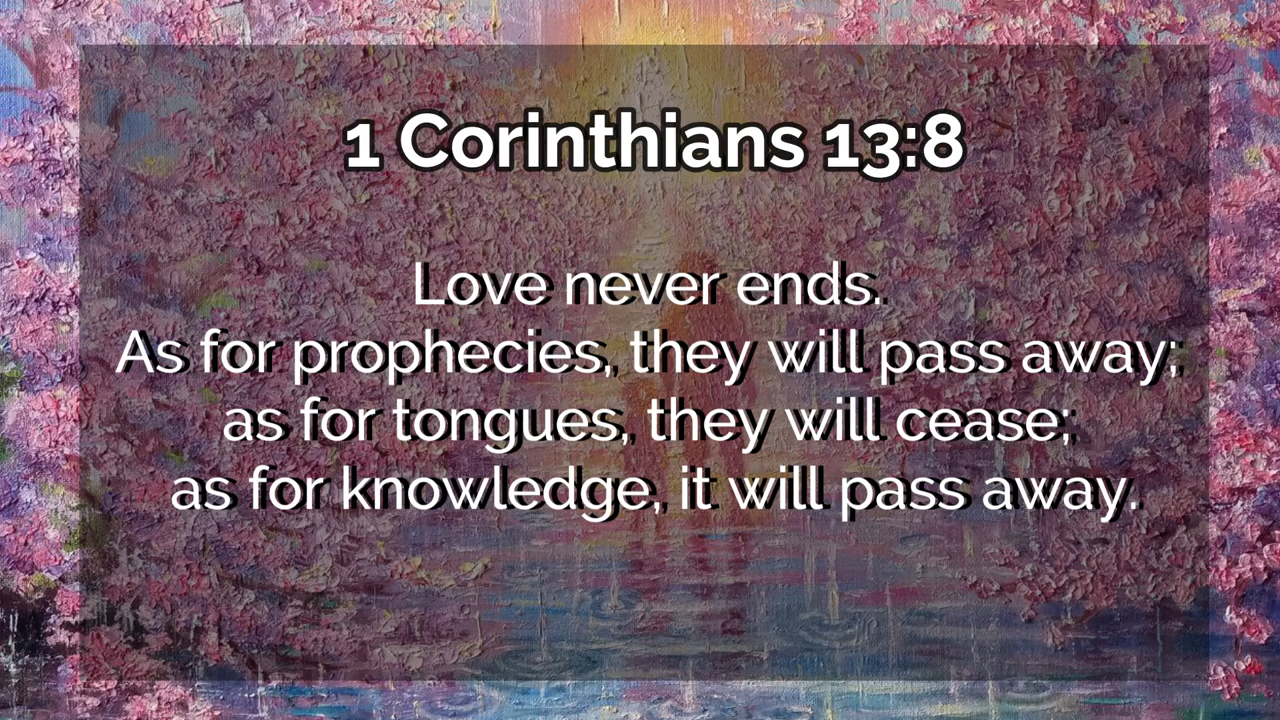 1 Corinthians 13:8
Love never ends.
As for prophecies, they will pass away;
as for tongues, they will cease;
as for knowledge, it will pass away.